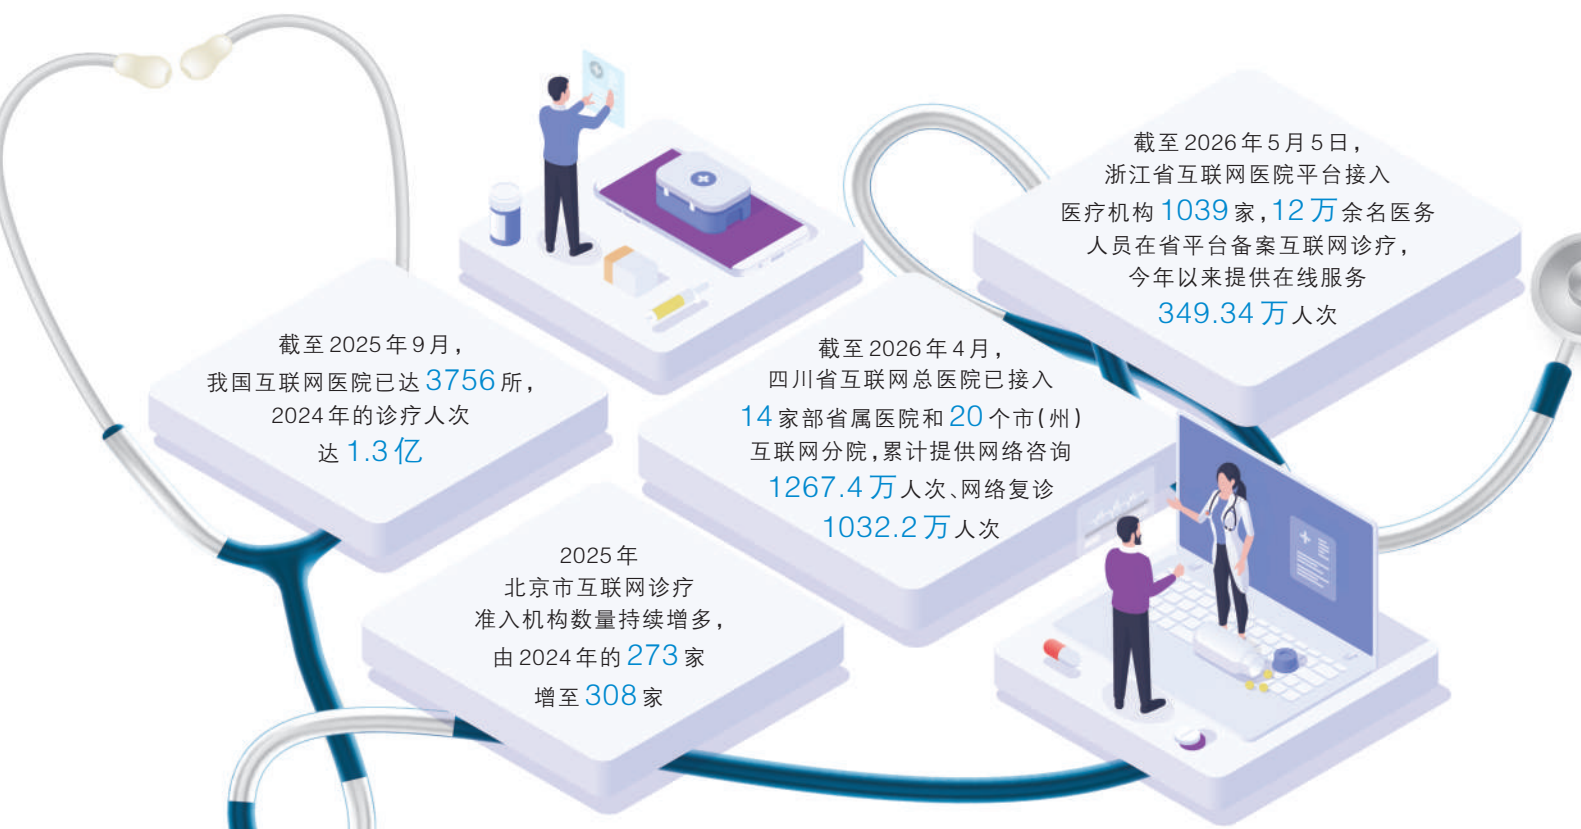 截至2025年9月，
我国互联网医院已达3756所，
2024年的诊疗人次
达1.3亿
2025年
北京市互联网诊疗
准入机构数量持续增多，
由2024年的273家
增至308家
截至2026年4月，
四川省互联网总医院已接入
14家部省属医院和20个市(州)
互联网分院，累计提供网络咨询
1267.4万人次、网络复诊
1032.2万人次
截至2026年5月5日，
浙江省互联网医院平台接入
医疗机构1039家，12万余名医务
人员在省平台备案互联网诊疗，
今年以来提供在线服务
349.34万人次